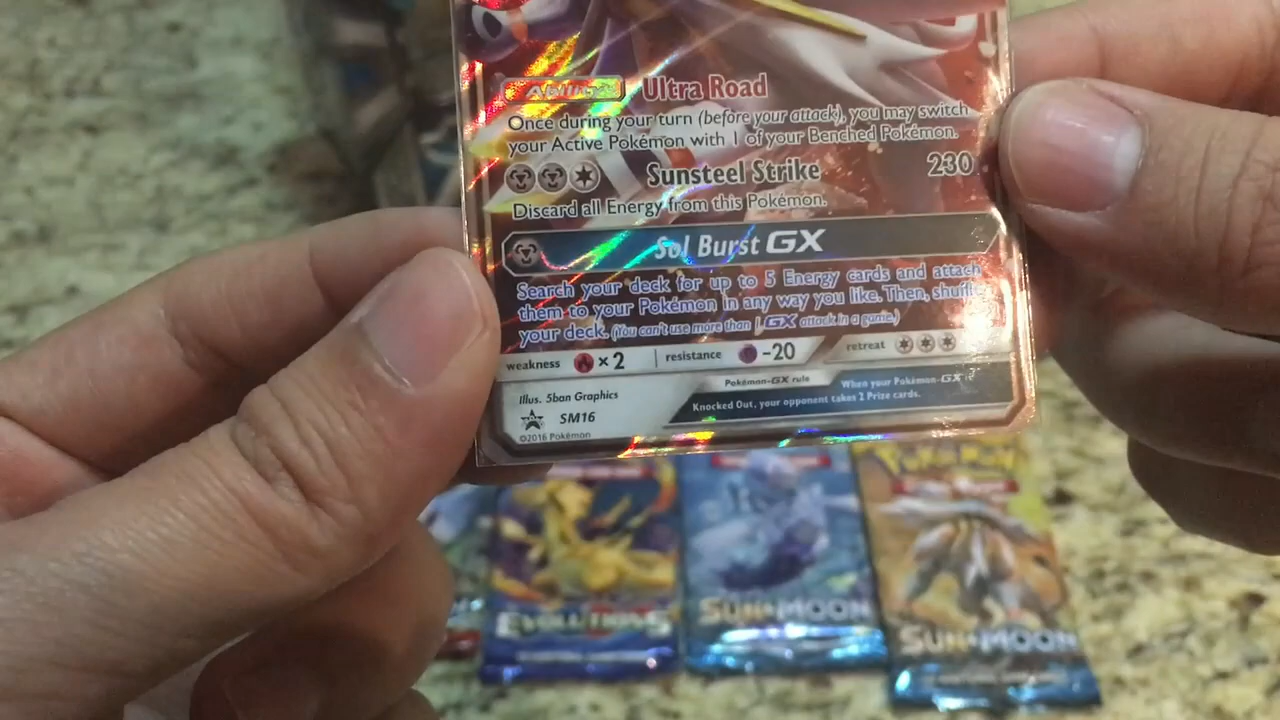 Ability Ultra Road
Once during your turn (before your attack), you may switch
your Active Pokémon with 1 of your Benched Pokémon.
Sunsteel Strike 230
Discard all Energy from this Pokémon.
Sol Burst GX
Search your deck for up to 5 Energy cards and attach
them to your Pokémon in any way you like. Then, shuffle
your deck. (You can't use more than 1 GX attack in a game.)
weakness ×2 resistance -20 retreat
Pokémon-GX rule When your Pokémon-GX is
Knocked Out, your opponent takes 2 Prize cards.
Illus. 5ban Graphics
SM16
©2016 Pokémon
EVOLUTIONS
SUN & MOON
POKéMON
SUN & MOON